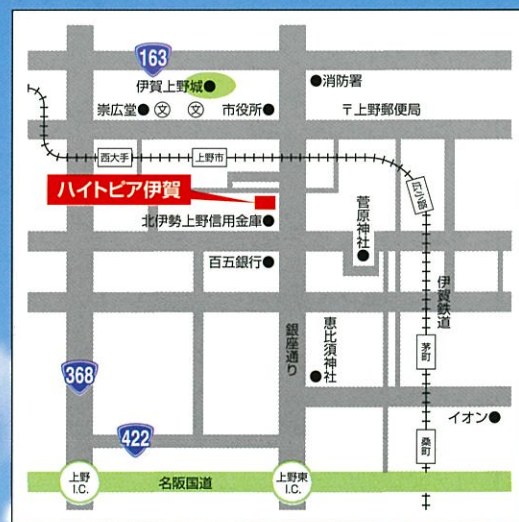 163
伊賀上野城
消防署
崇広堂
文
文
市役所
〒上野郵便局
西大手
上野市
広小路
ハイトピア伊賀
北伊勢上野信用金庫
菅原神社
百五銀行
伊賀鉄道
銀座通り
恵比須神社
茅町
368
422
イオン
桑町
上野
I.C.
名阪国道
上野東
I.C.